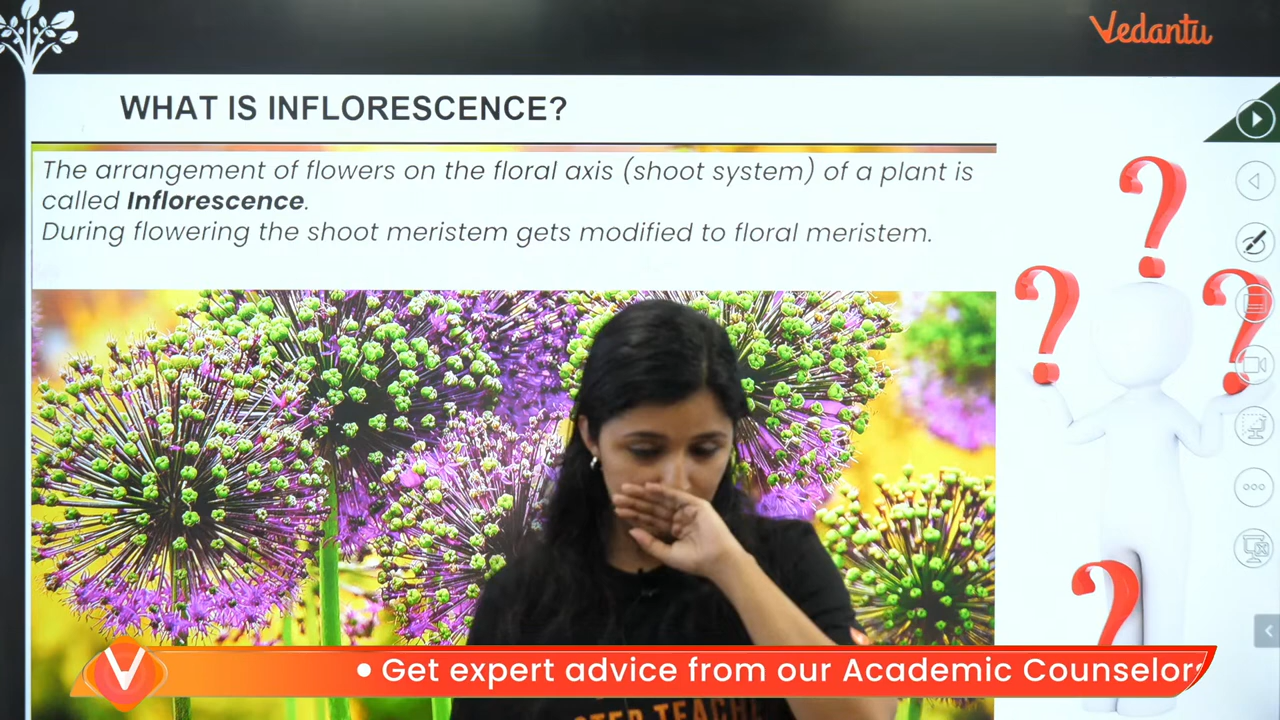 Vedantu
WHAT IS INFLORESCENCE?
The arrangement of flowers on the floral axis (shoot system) of a plant is
called Inflorescence.
During flowering the shoot meristem gets modified to floral meristem.
• Get expert advice from our Academic Counselors